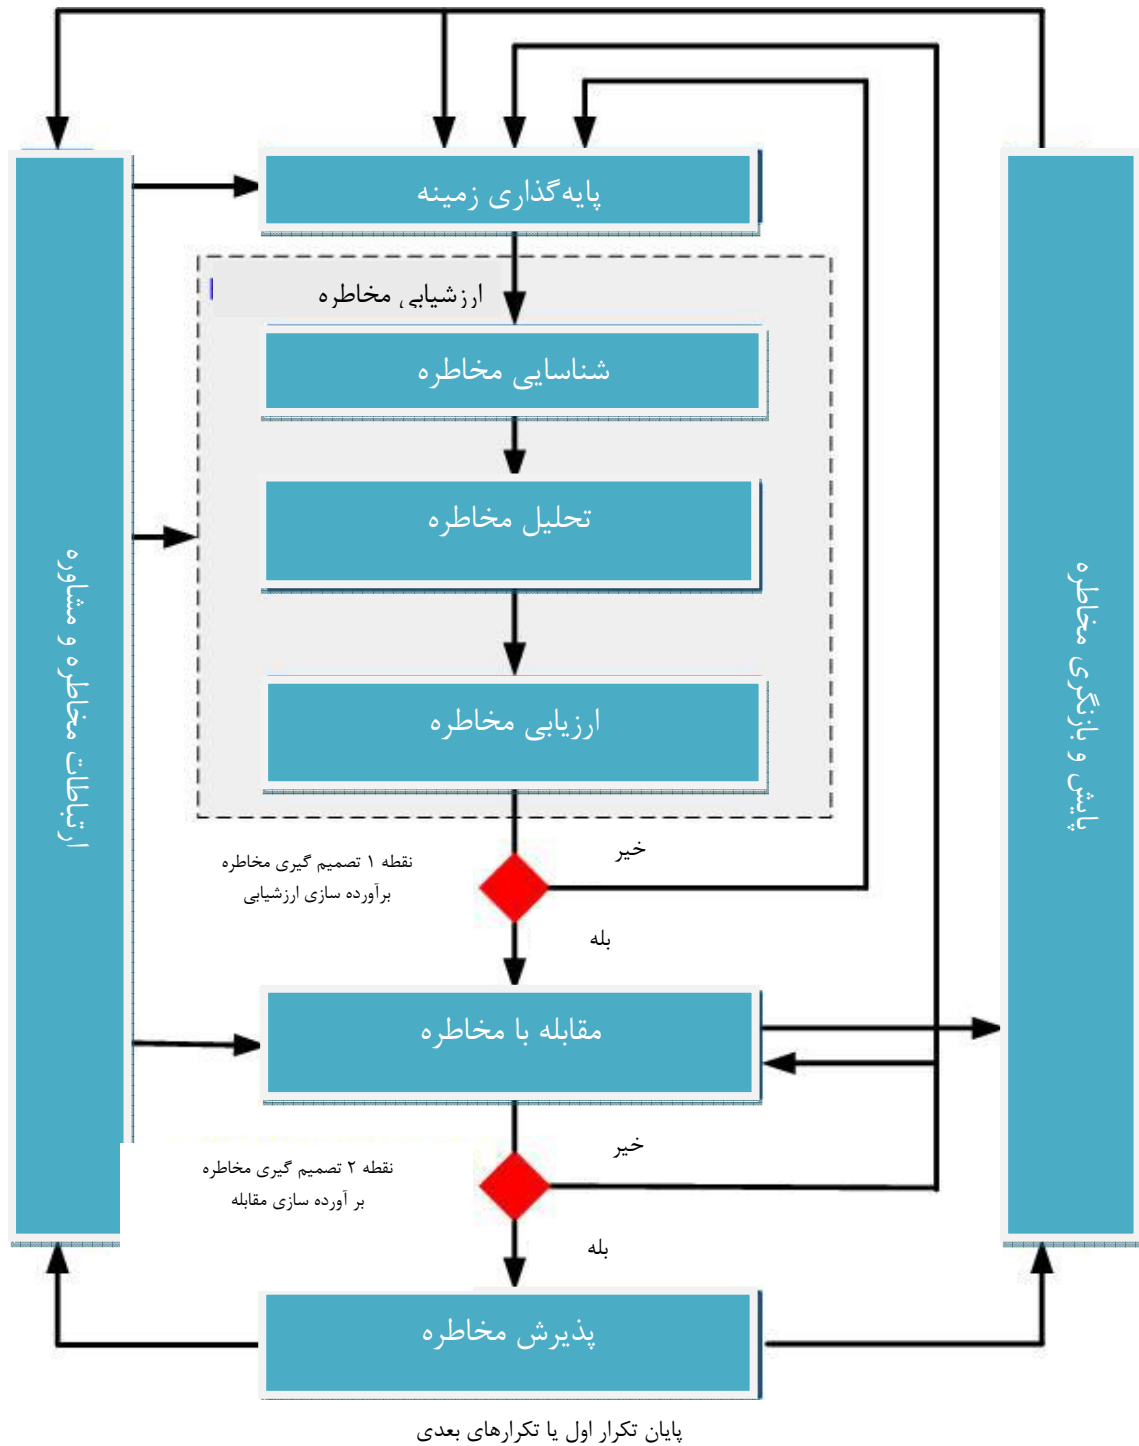 پایه‌گذاری زمینه
ارزشیابی مخاطره
شناسایی مخاطره
تحلیل مخاطره
ارزیابی مخاطره
ارتباطات مخاطره و مشاوره
پایش و بازنگری مخاطره
خیر
نقطه ۱ تصمیم گیری مخاطره
برآورده سازی ارزشیابی
بله
مقابله با مخاطره
خیر
نقطه ۲ تصمیم گیری مخاطره
بر آورده سازی مقابله
بله
پذیرش مخاطره
پایان تکرار اول یا تکرارهای بعدی